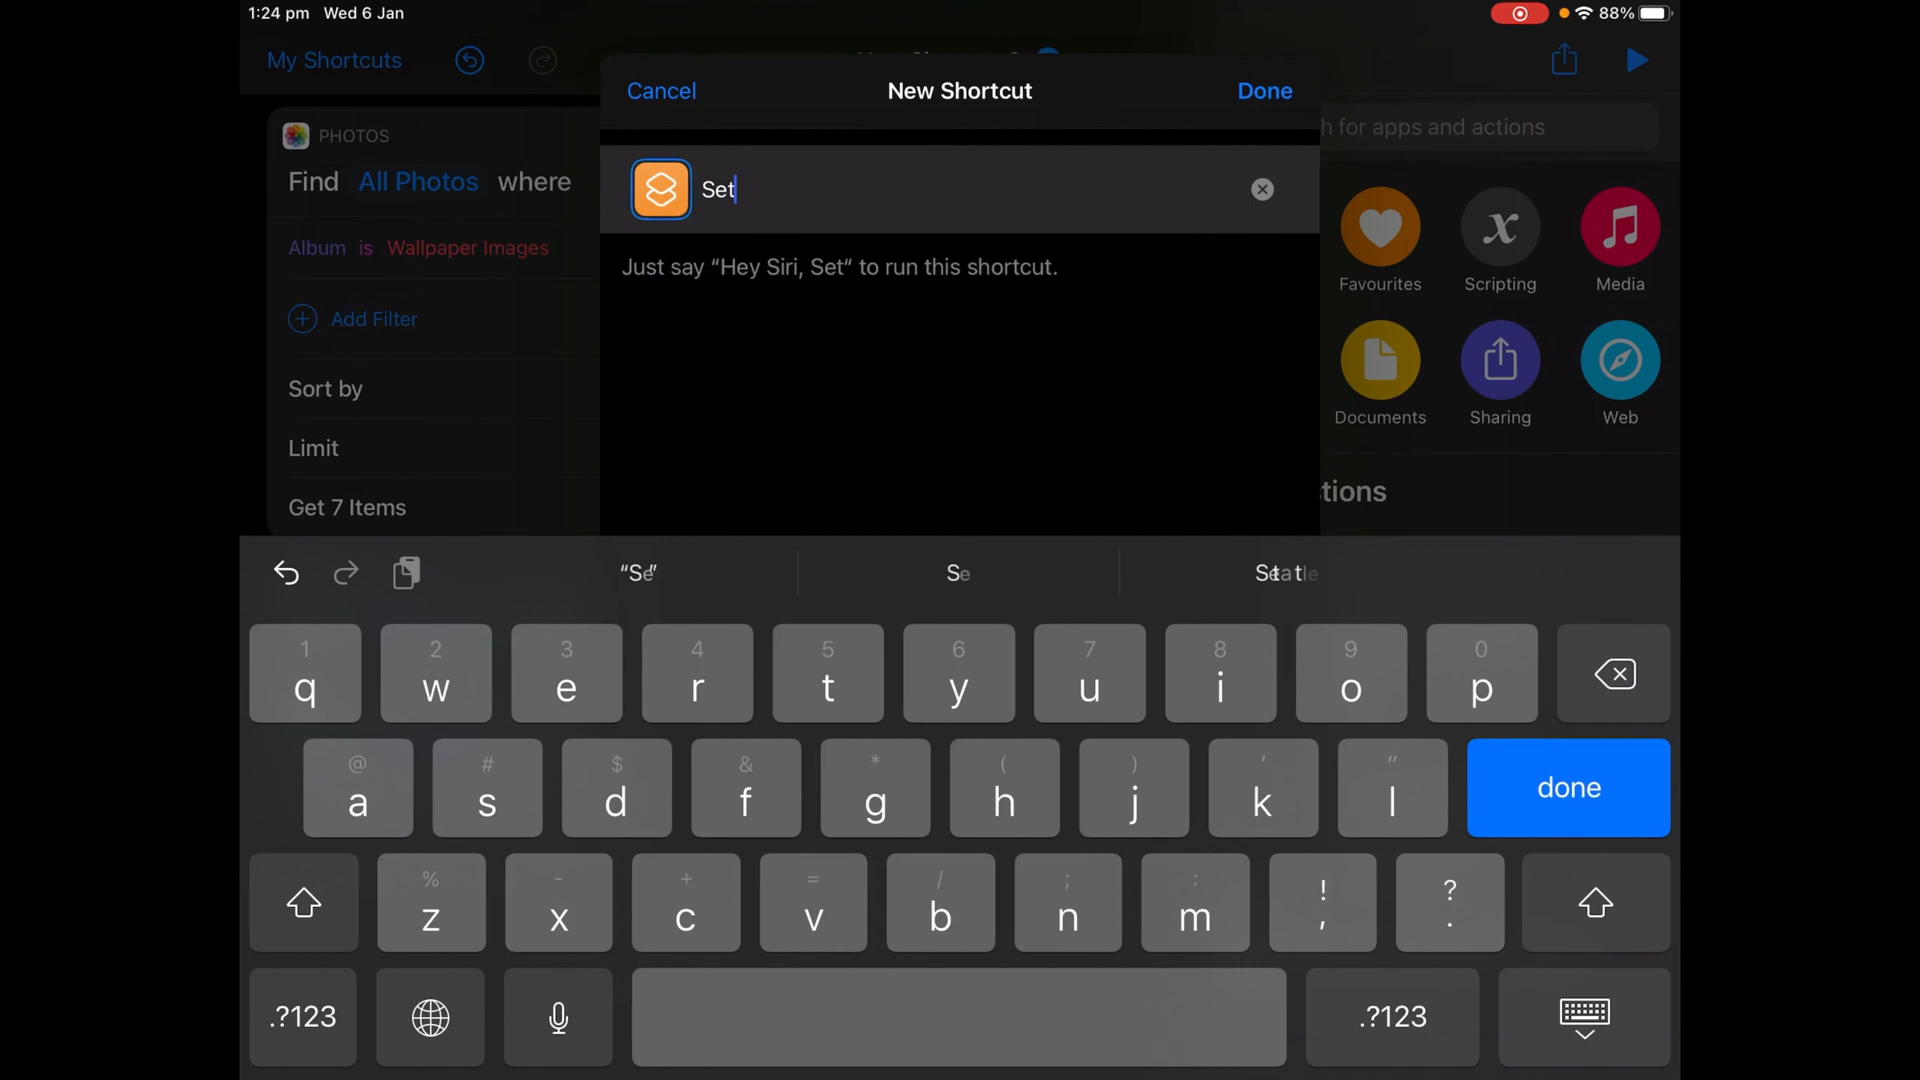 1:24 pm Wed 6 Jan
88%
My Shortcuts
Cancel
New Shortcut
Done
PHOTOS
h for apps and actions
Find All Photos where
Set
Album is Wallpaper Images
Just say “Hey Siri, Set“ to run this shortcut.
Favourites
Scripting
Media
Add Filter
Sort by
Documents
Sharing
Web
Limit
tions
Get 7 Items
“Se”
Se
1 2 3 4 5 6 7 8 9 0
q w e r t y u i o p
@ # $ & * ( ) ' "
a s d f g h j k l
done
% - + = / ; : ! ?
z x c v b n m , .
.?123
.?123